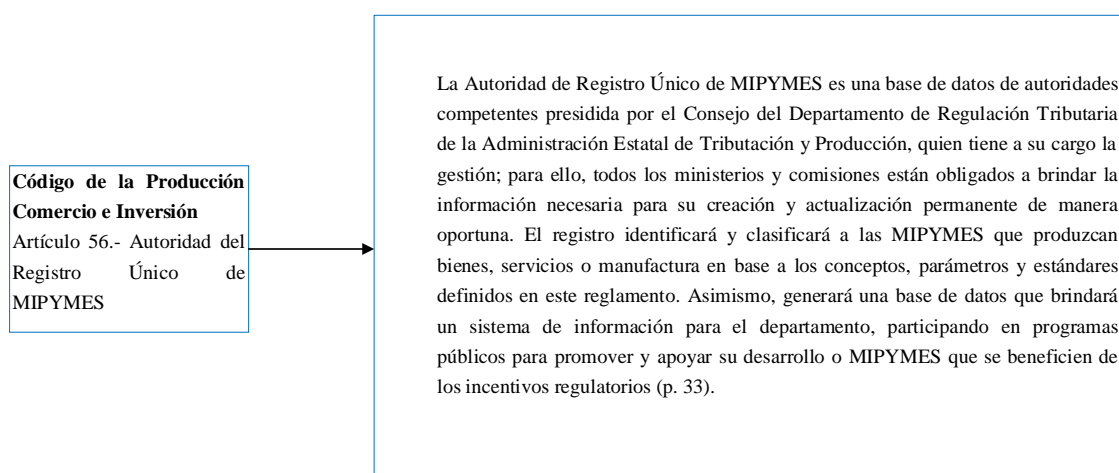 Código de la Producción
Comercio e Inversión
Artículo 56.- Autoridad del
Registro Único de
MIPYMES
La Autoridad de Registro Único de MIPYMES es una base de datos de autoridades
competentes presidida por el Consejo del Departamento de Regulación Tributaria
de la Administración Estatal de Tributación y Producción, quien tiene a su cargo la
gestión; para ello, todos los ministerios y comisiones están obligados a brindar la
información necesaria para su creación y actualización permanente de manera
oportuna. El registro identificará y clasificará a las MIPYMES que produzcan
bienes, servicios o manufactura en base a los conceptos, parámetros y estándares
definidos en este reglamento. Asimismo, generará una base de datos que brindará
un sistema de información para el departamento, participando en programas
públicos para promover y apoyar su desarrollo o MIPYMES que se beneficien de
los incentivos regulatorios (p. 33).